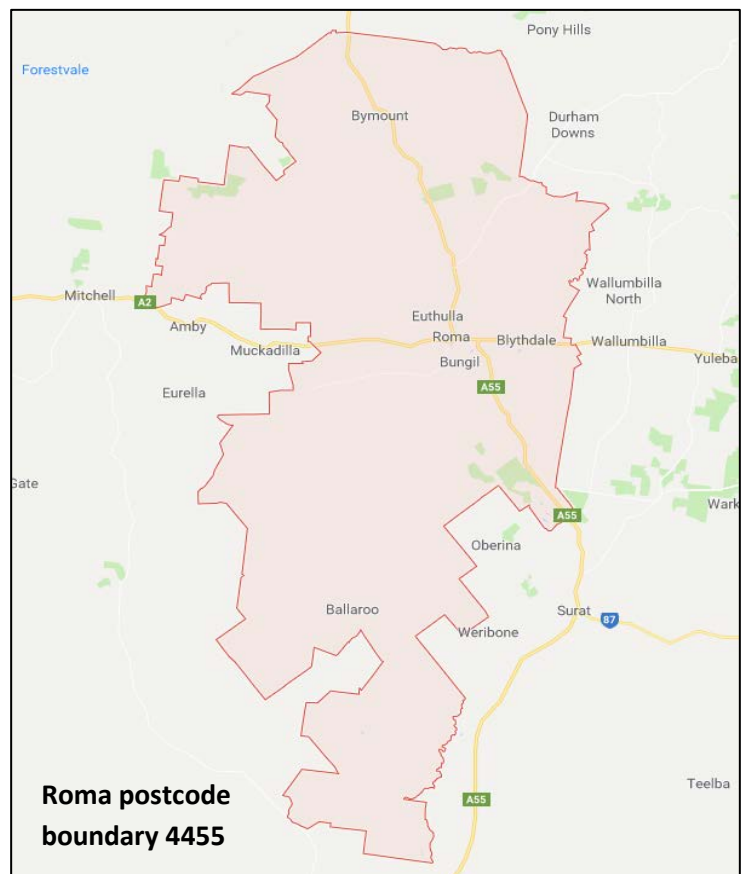 Pony Hills
Forestvale
Bymount
Durham
Downs
Wallumbilla
North
Mitchell
A2
Amby
Euthulla
Roma
Blythdale
Wallumbilla
Muckadilla
Bungil
Yuleba
Eurella
A55
Gate
Wark
A55
Oberina
Ballaroo
Surat
87
Weribone
Teelba
Roma postcode
boundary 4455
A55